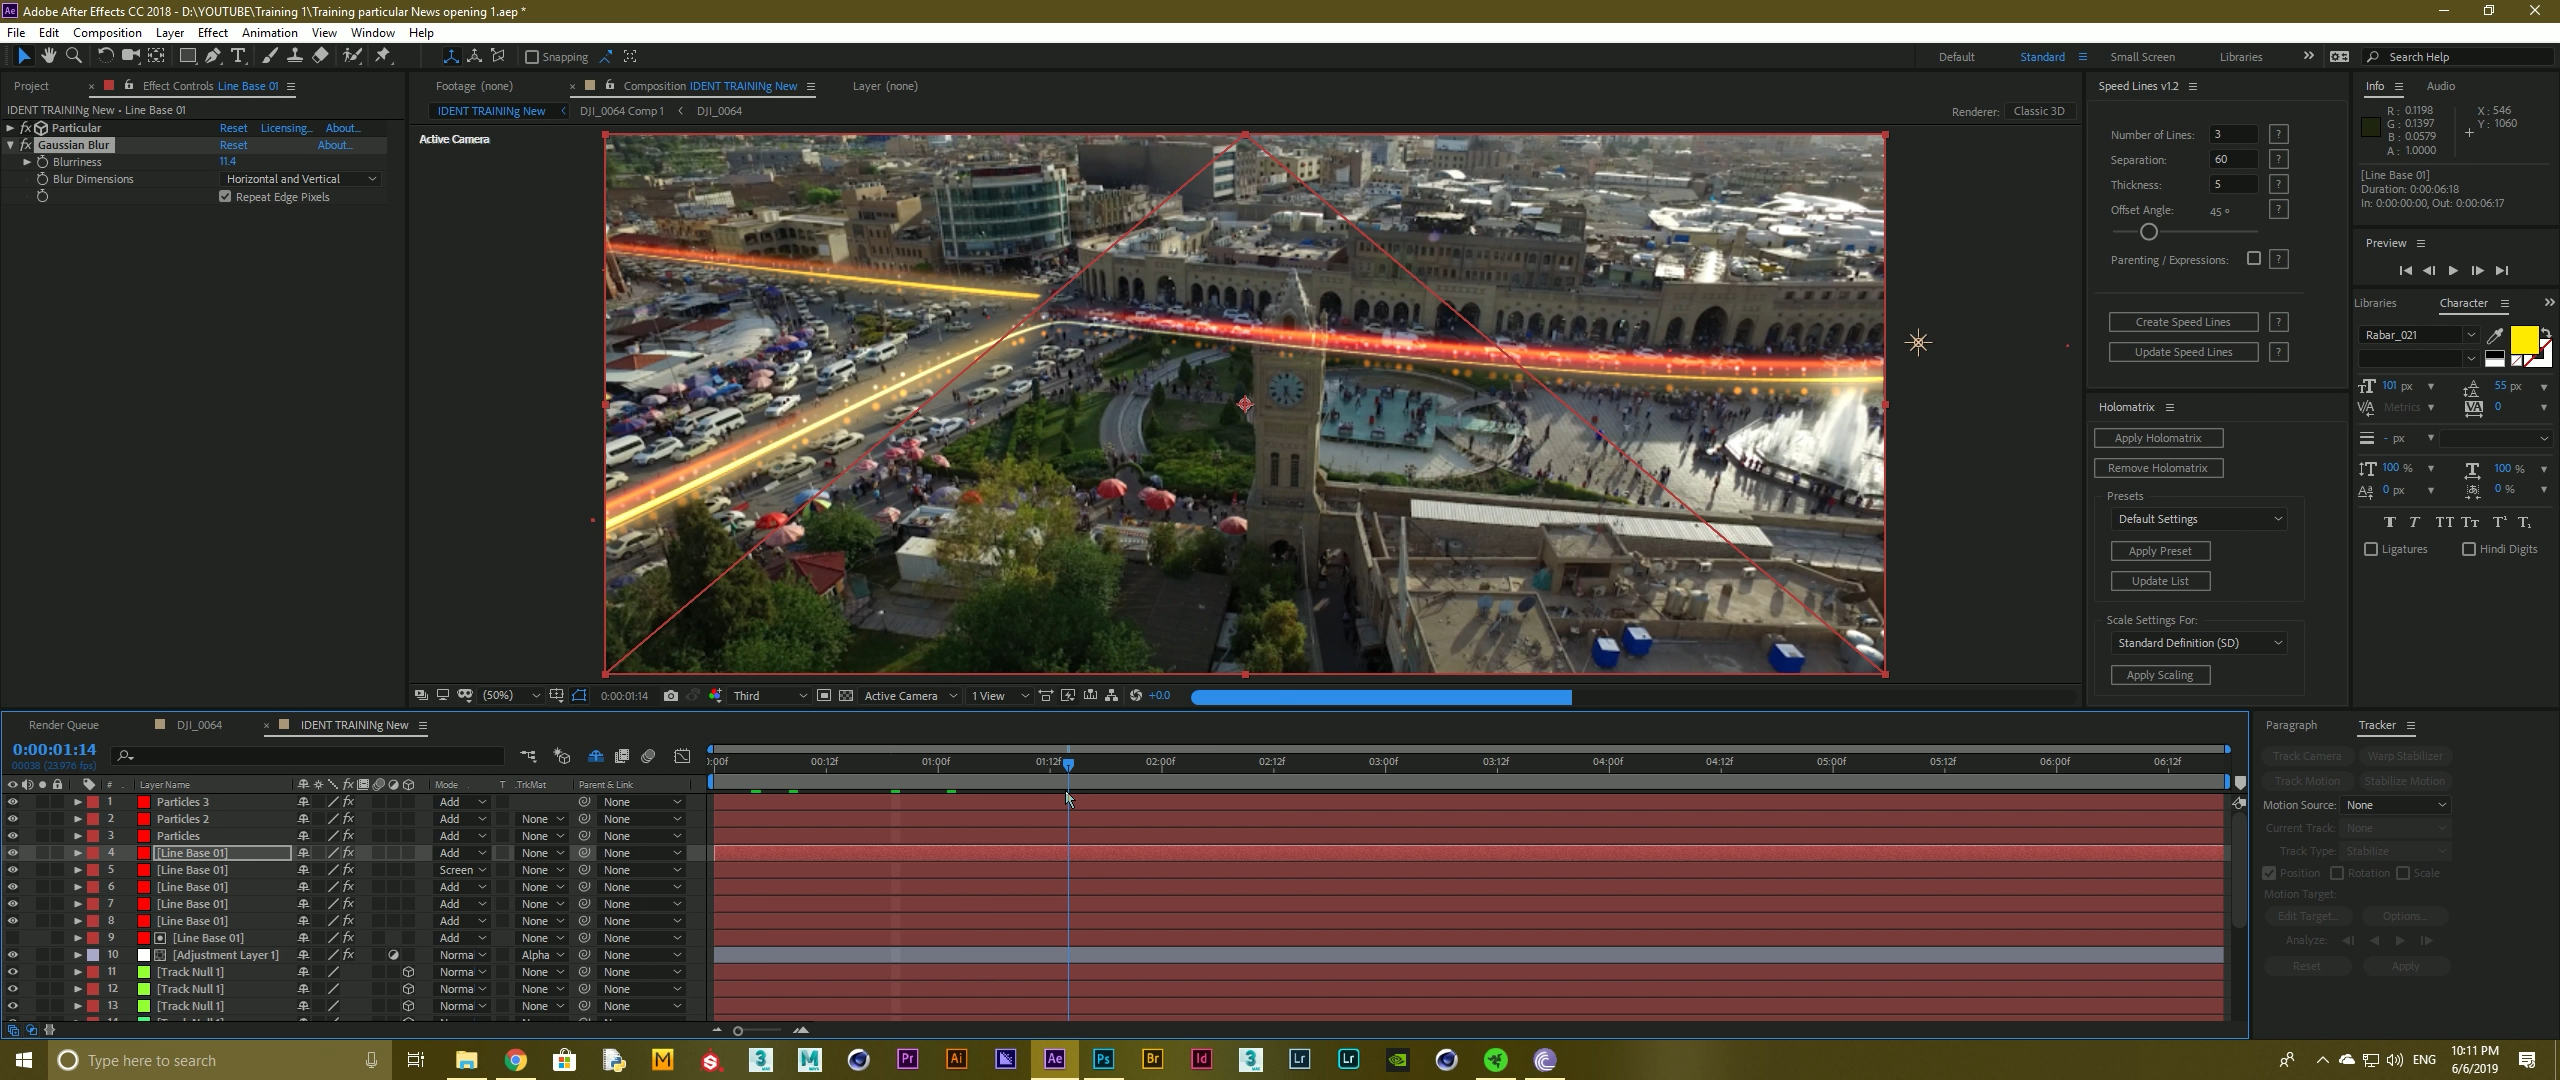 Adobe After Effects CC 2018 - D:\YOUTUBE\Training 1\Training particular News opening 1.aep *
File Edit Composition Layer Effect Animation View Window Help
Snapping Default Standard Small Screen Libraries Search Help
Project Effect Controls Line Base 01
IDENT TRAINING New • Line Base 01
Particular Reset Licensing... About...
Gaussian Blur Reset About...
Blurriness 11.4
Blur Dimensions Horizontal and Vertical
Repeat Edge Pixels
Footage (none) Composition IDENT TRAINING New Layer (none)
IDENT TRAINING New DJI_0064 Comp 1 DJI_0064
Renderer: Classic 3D
Active Camera
(50%) 0:00:01:14 Third Active Camera 1 View +0.0
Speed Lines v1.2
Number of Lines: 3 ?
Separation: 60 ?
Thickness: 5 ?
Offset Angle: 45 ° ?
Parenting / Expressions: ?
Create Speed Lines ?
Update Speed Lines ?
Holomatrix
Apply Holomatrix
Remove Holomatrix
Presets
Default Settings
Apply Preset
Update List
Scale Settings For:
Standard Definition (SD)
Apply Scaling
Info Audio
R : 0.1198 X : 546
G : 0.1397 Y : 1060
B : 0.0579
A : 1.0000
[Line Base 01]
Duration: 0:00:06:18
In: 0:00:00:00, Out: 0:00:06:17
Preview
Libraries Character
Rabar_021
101 px 55 px
Metrics 0
- px
100 % 100 %
0 px 0 %
Ligatures Hindi Digits
Render Queue DJI_0064 IDENT TRAINING New
0:00:01:14
00038 (23.976 fps)
0:00f 00:12f 01:00f 01:12f 02:00f 02:12f 03:00f 03:12f 04:00f 04:12f 05:00f 05:12f 06:00f 06:12f
# Layer Name Mode T .TrkMat Parent & Link
1 Particles 3 Add None
2 Particles 2 Add None None
3 Particles Add None None
4 [Line Base 01] Add None None
5 [Line Base 01] Screen None None
6 [Line Base 01] Add None None
7 [Line Base 01] Add None None
8 [Line Base 01] Add None None
9 [Line Base 01] Add None None
10 [Adjustment Layer 1] Norma Alpha None
11 [Track Null 1] Norma None None
12 [Track Null 1] Norma None None
13 [Track Null 1] Norma None None
Paragraph Tracker
Track Camera Warp Stabilizer
Track Motion Stabilize Motion
Motion Source: None
Current Track: None
Track Type: Stabilize
Position Rotation Scale
Motion Target:
Edit Target... Options...
Analyze:
Reset Apply
Type here to search
Pr Ai Ae Ps Br Id Lr Lr
ENG
10:11 PM
6/6/2019